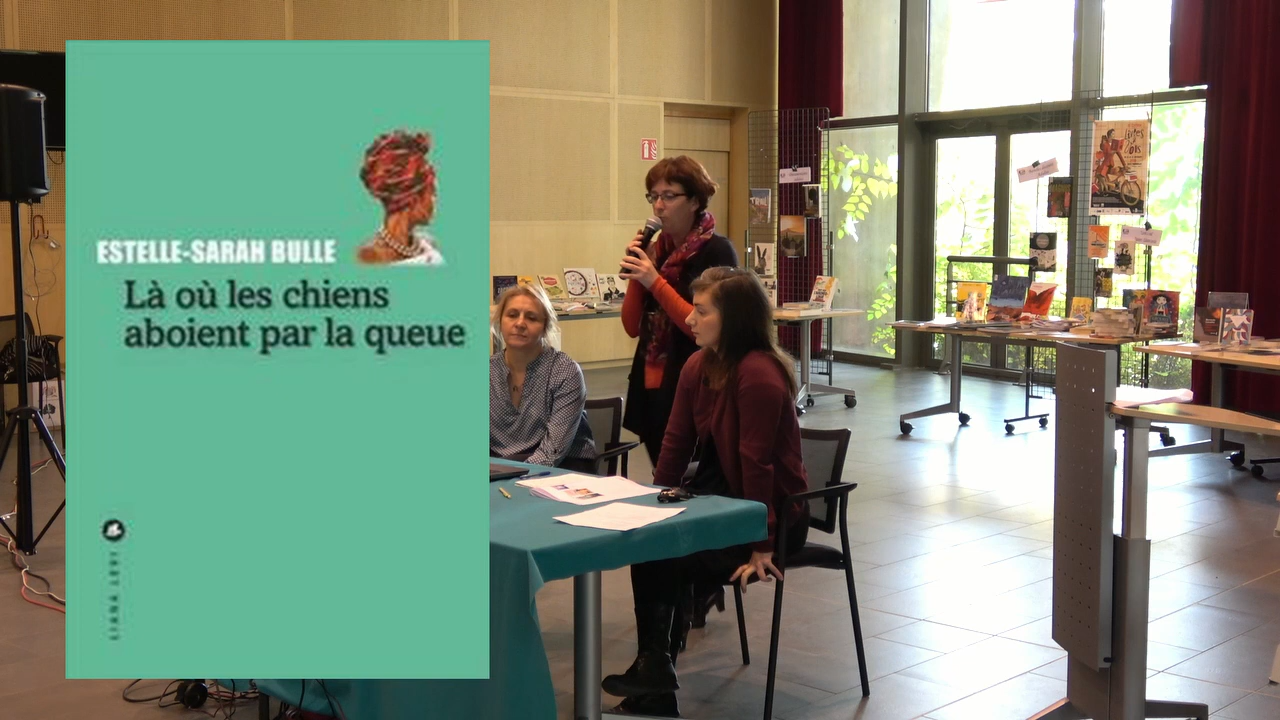 ESTELLE-SARAH BULLE
Là où les chiens
aboient par la queue
LIANA LEVI